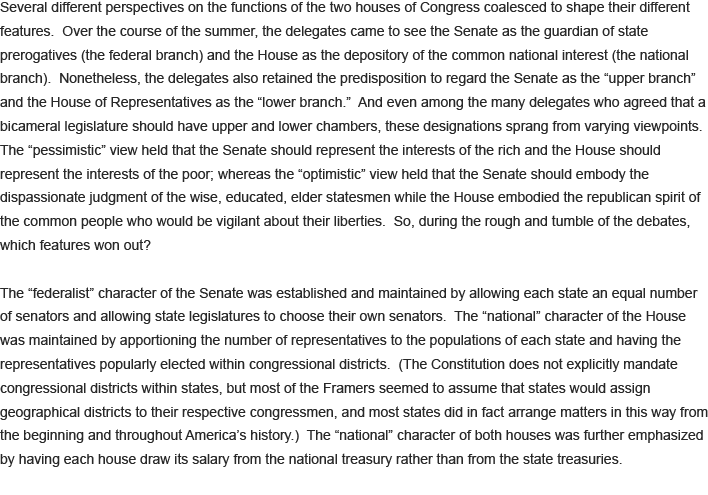 Several different perspectives on the functions of the two houses of Congress coalesced to shape their different
features.  Over the course of the summer, the delegates came to see the Senate as the guardian of state
prerogatives (the federal branch) and the House as the depository of the common national interest (the national
branch).  Nonetheless, the delegates also retained the predisposition to regard the Senate as the “upper branch”
and the House of Representatives as the “lower branch.”  And even among the many delegates who agreed that a
bicameral legislature should have upper and lower chambers, these designations sprang from varying viewpoints.
The “pessimistic” view held that the Senate should represent the interests of the rich and the House should
represent the interests of the poor; whereas the “optimistic” view held that the Senate should embody the
dispassionate judgment of the wise, educated, elder statesmen while the House embodied the republican spirit of
the common people who would be vigilant about their liberties.  So, during the rough and tumble of the debates,
which features won out?
The “federalist” character of the Senate was established and maintained by allowing each state an equal number
of senators and allowing state legislatures to choose their own senators.  The “national” character of the House
was maintained by apportioning the number of representatives to the populations of each state and having the
representatives popularly elected within congressional districts.  (The Constitution does not explicitly mandate
congressional districts within states, but most of the Framers seemed to assume that states would assign
geographical districts to their respective congressmen, and most states did in fact arrange matters in this way from
the beginning and throughout America’s history.)  The “national” character of both houses was further emphasized
by having each house draw its salary from the national treasury rather than from the state treasuries.